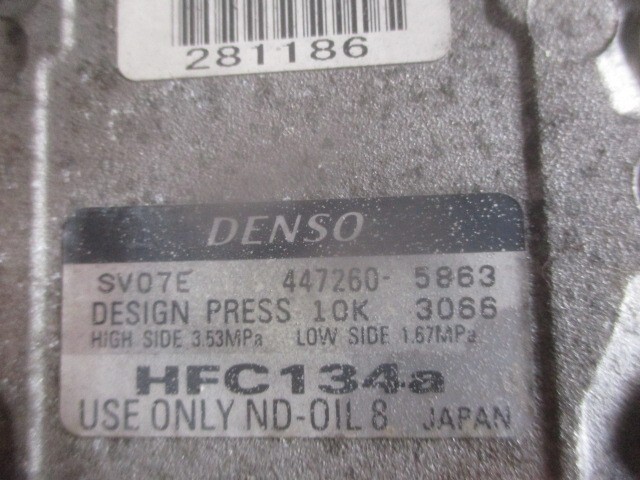 281186
DENSO
SV07E 447260-5863
DESIGN PRESS 10K 3066
HIGH SIDE 3.53MPa LOW SIDE 1.67MPa
HFC134a
USE ONLY ND-OIL 8 JAPAN